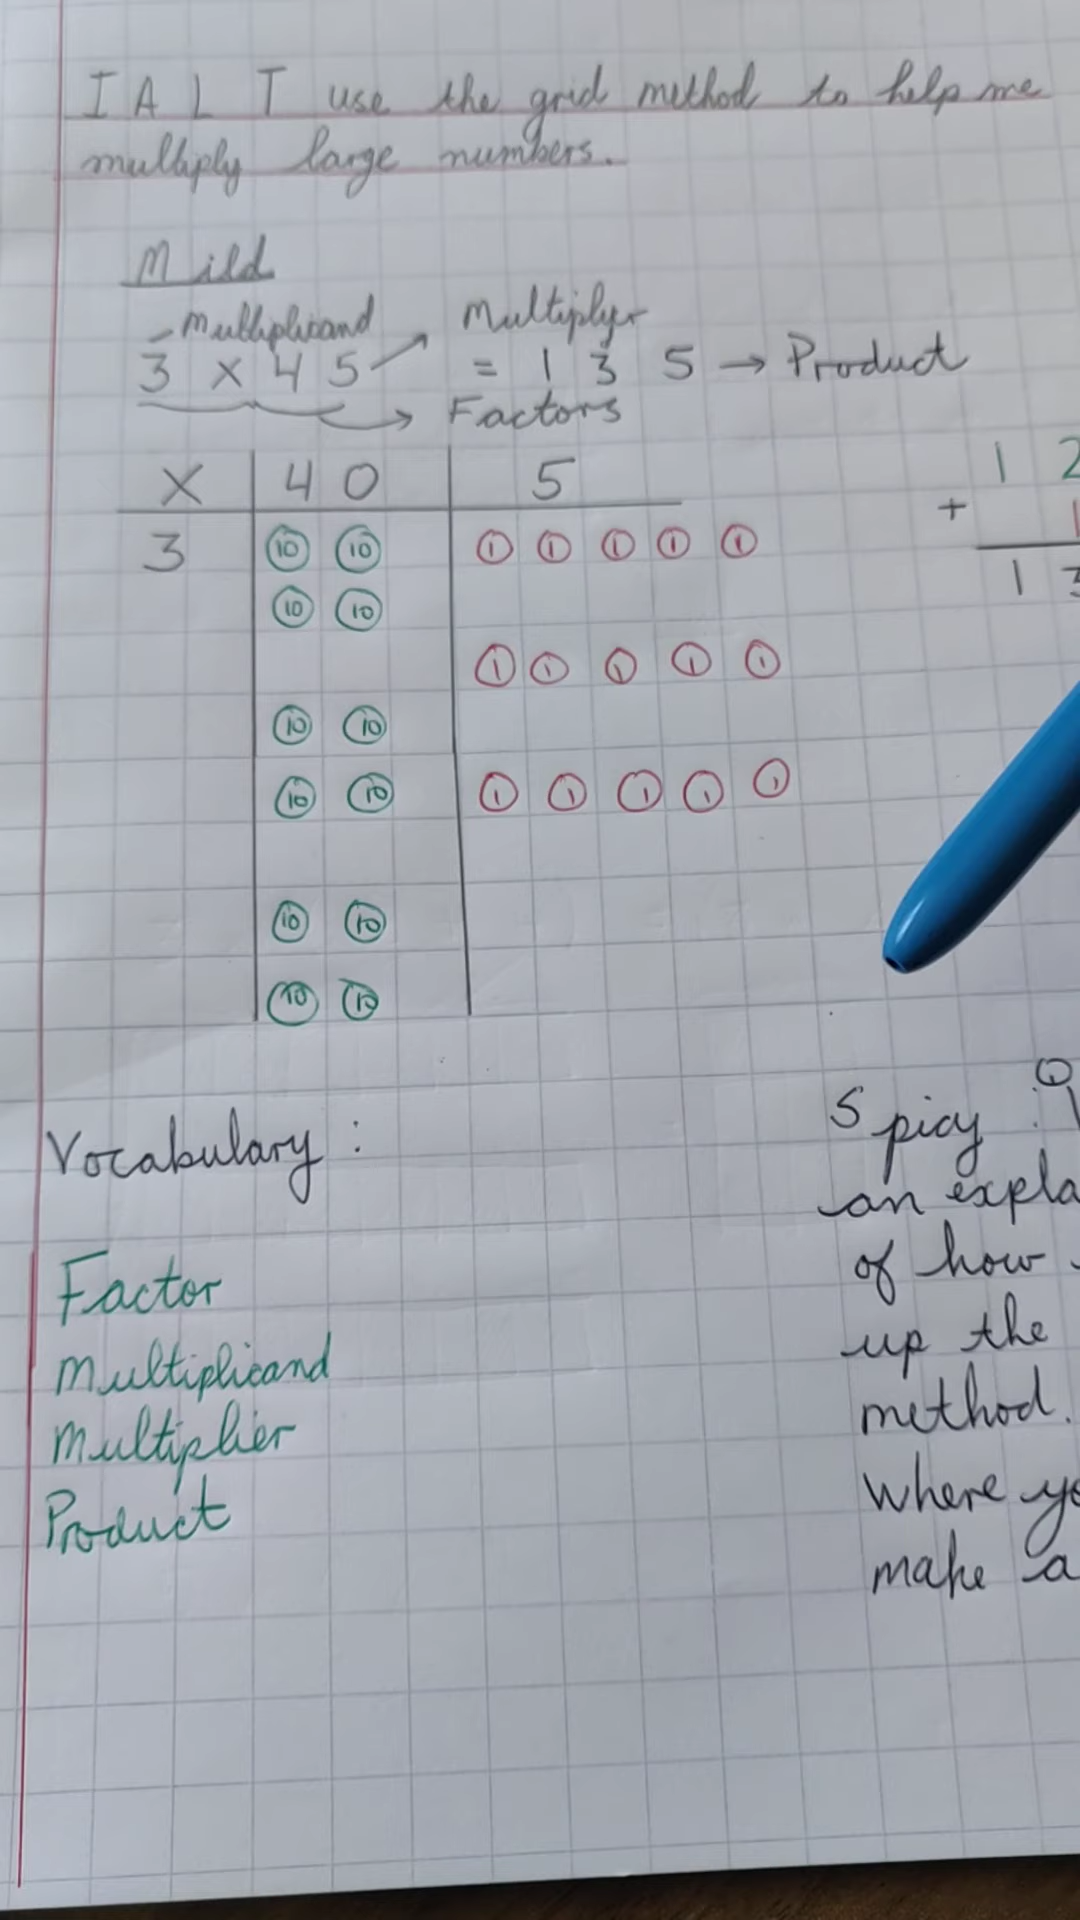 I A L T use the grid method to help me
multiply large numbers.
Mild
Multiplicand Multiplyer
3 x 4 5 = 1 3 5 → Product
Factors
X 4 0 5
3 10 10 1 1 1 1 1
10 10
1 1 1 1 1
10 10
10 10 1 1 1 1 1
10 10
10 10
1 2
+ 1
1 3
Vocabulary :
Factor
Multiplicand
Multiplier
Product
Spicy :
an expla
of how
up the
method.
where yo
make a